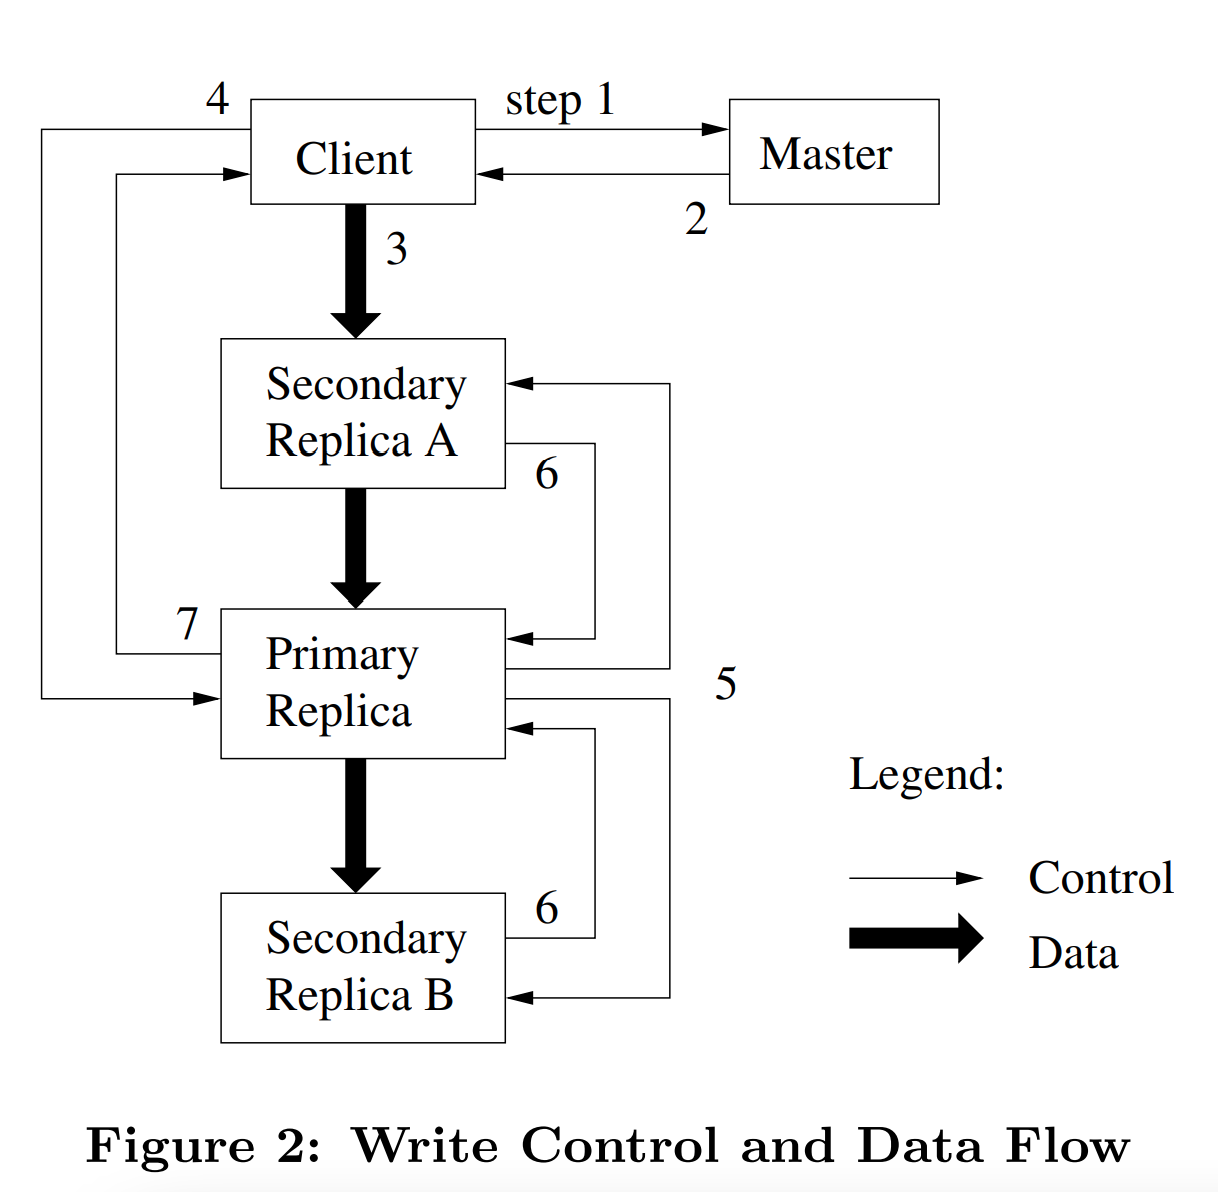 4
step 1
Client
Master
2
3
Secondary
Replica A
6
7
Primary
Replica
5
Legend:
Control
Data
6
Secondary
Replica B
Figure 2: Write Control and Data Flow